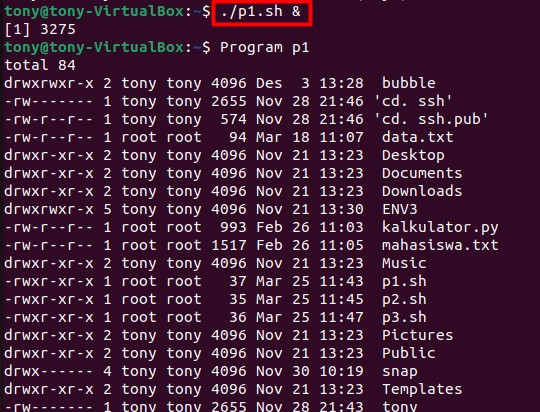 tony@tony-VirtualBox:~$ ./p1.sh &
[1] 3275
tony@tony-VirtualBox:~$ Program p1
total 84
drwxrwxr-x 2 tony tony 4096 Des  3 13:28  bubble
-rw------- 1 tony tony 2655 Nov 28 21:46 'cd. ssh'
-rw-r--r-- 1 tony tony  574 Nov 28 21:46 'cd. ssh.pub'
-rw-r--r-- 1 root root   94 Mar 18 11:07  data.txt
drwxr-xr-x 2 tony tony 4096 Nov 21 13:23  Desktop
drwxr-xr-x 2 tony tony 4096 Nov 21 13:23  Documents
drwxr-xr-x 2 tony tony 4096 Nov 21 13:23  Downloads
drwxrwxr-x 5 tony tony 4096 Nov 21 13:30  ENV3
-rw-r--r-- 1 root root  993 Feb 26 11:03  kalkulator.py
-rw-r--r-- 1 root root 1517 Feb 26 11:05  mahasiswa.txt
drwxr-xr-x 2 tony tony 4096 Nov 21 13:23  Music
-rwxr-xr-x 1 root root   37 Mar 25 11:43  p1.sh
-rwxr-xr-x 1 root root   35 Mar 25 11:45  p2.sh
-rwxr-xr-x 1 root root   36 Mar 25 11:47  p3.sh
drwxr-xr-x 2 tony tony 4096 Nov 21 13:23  Pictures
drwxr-xr-x 2 tony tony 4096 Nov 21 13:23  Public
drwx------ 4 tony tony 4096 Nov 30 10:19  snap
drwxr-xr-x 2 tony tony 4096 Nov 21 13:23  Templates
-rw------- 1 tony tony 2655 Nov 28 21:43  tony